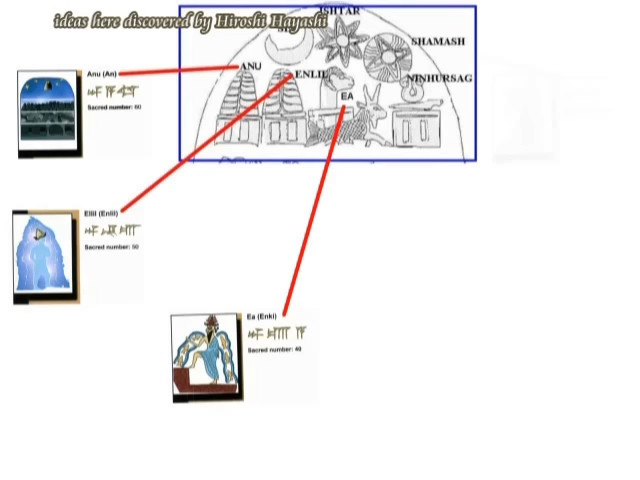 ISHTAR
ideas here discovered by Hiroshi Hayashi
SHAMASH
ANU
ENLIL
NINHURSAG
EA
Anu (An)
Sacred number: 60
Ellil (Enlil)
Sacred number: 50
Ea (Enki)
Sacred number: 40